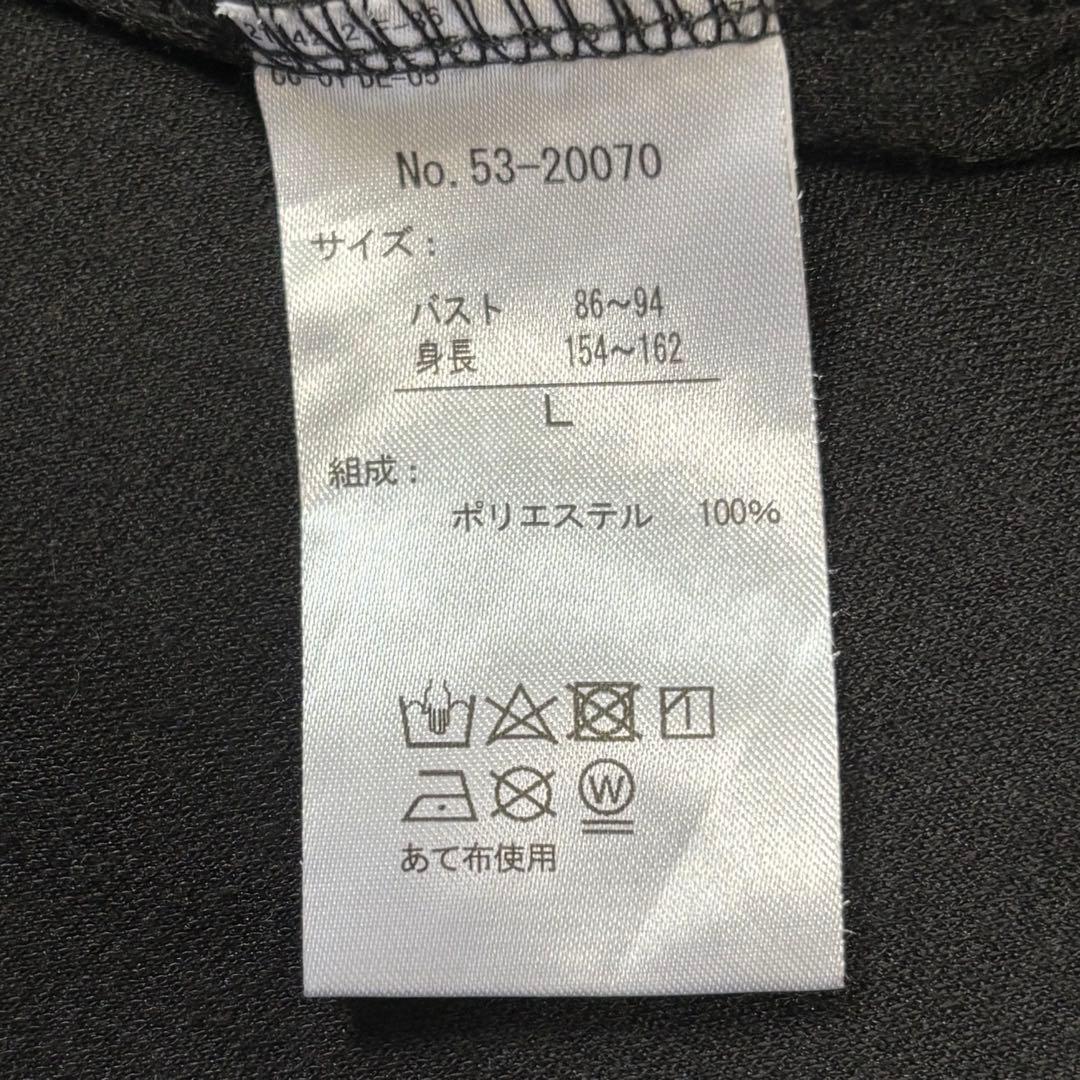 No. 53-20070
サイズ：
バスト 86～94
身長 154～162
L
組成：
ポリエステル 100%
W
あて布使用